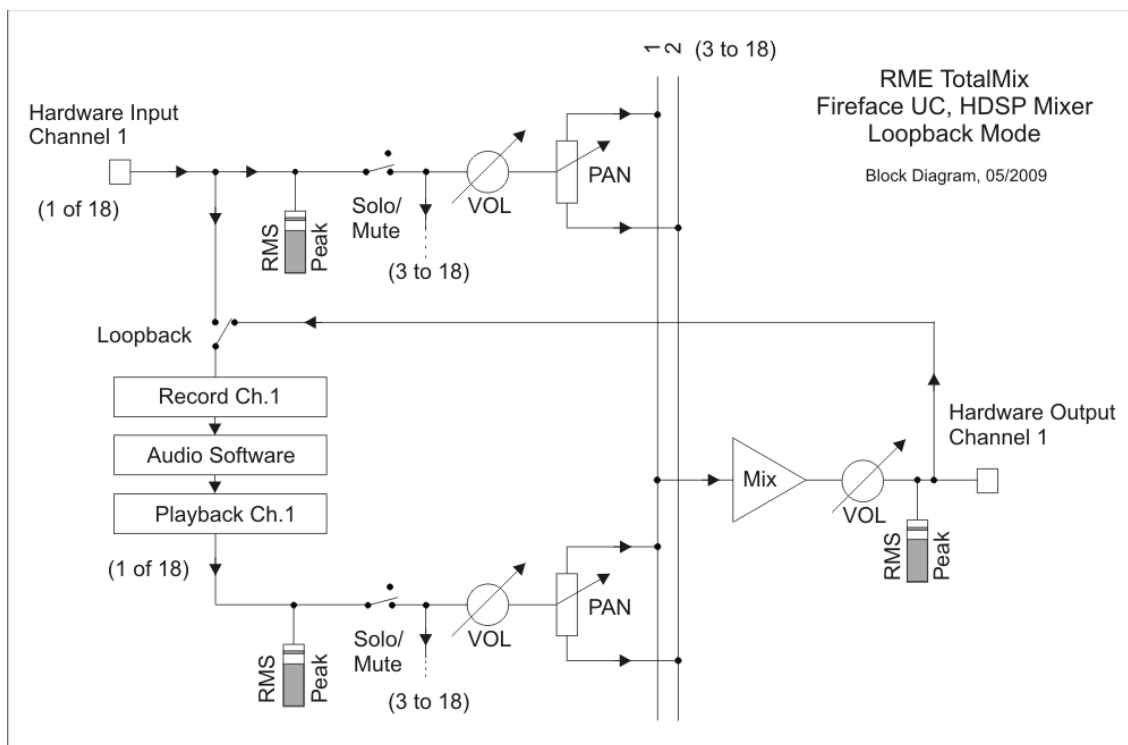 1
2
(3 to 18)
RME TotalMix
Fireface UC, HDSP Mixer
Loopback Mode
Block Diagram, 05/2009
Hardware Input
Channel 1
(1 of 18)
RMS
Peak
Solo/
Mute
(3 to 18)
VOL
PAN
Loopback
Record Ch.1
Audio Software
Playback Ch.1
(1 of 18)
RMS
Peak
Solo/
Mute
(3 to 18)
VOL
PAN
Mix
VOL
RMS
Peak
Hardware Output
Channel 1